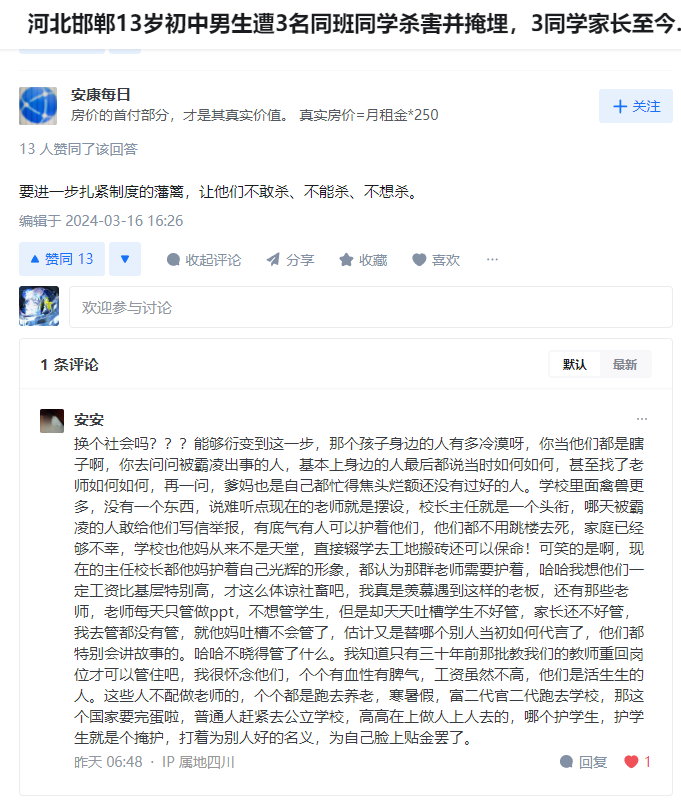 河北邯郸13岁初中男生遭3名同班同学杀害并掩埋，3同学家长至今.
安康每日
房价的首付部分，才是其真实价值。 真实房价=月租金*250
+ 关注
13 人赞同了该回答
要进一步扎紧制度的藩篱，让他们不敢杀、不能杀、不想杀。
编辑于 2024-03-16 16:26
赞同 13 收起评论 分享 收藏 喜欢 ···
欢迎参与讨论
1 条评论 默认 最新
安安 ···
换个社会吗？？？能够衍变到这一步，那个孩子身边的人有多冷漠呀，你当他们都是瞎
子啊，你去问问被霸凌出事的人，基本上身边的人最后都说当时如何如何，甚至找了老
师如何如何，再一问，爹妈也是自己都忙得焦头烂额还没有过好的人。学校里面禽兽更
多，没有一个东西，说难听点现在的老师就是摆设，校长主任就是一个头衔，哪天被霸
凌的人敢给他们写信举报，有底气有人可以护着他们，他们都不用跳楼去死，家庭已经
够不幸，学校也他妈从来不是天堂，直接辍学去工地搬砖还可以保命！可笑的是啊，现
在的主任校长都他妈护着自己光辉的形象，都认为那群老师需要护着，哈哈我想他们一
定工资比基层特别高，才这么体谅社畜吧，我真是羡慕遇到这样的老板，还有那些老
师，老师每天只管做ppt，不想管学生，但是却天天吐槽学生不好管，家长还不好管，
我去管都没有管，就他妈吐槽不会管了，估计又是替哪个别人当初如何代言了，他们都
特别会讲故事的。哈哈不晓得管了什么。我知道只有三十年前那批教我们的教师重回岗
位才可以管住吧，我很怀念他们，个个有血性有脾气，工资虽然不高，他们是活生生的
人。这些人不配做老师的，个个都是跑去养老，寒暑假，富二代官二代跑去学校，那这
个国家要完蛋啦，普通人赶紧去公立学校，高高在上做人上人去的，哪个护学生，护学
生就是个掩护，打着为别人好的名义，为自己脸上贴金罢了。
昨天 06:48 · IP 属地四川 回复 1